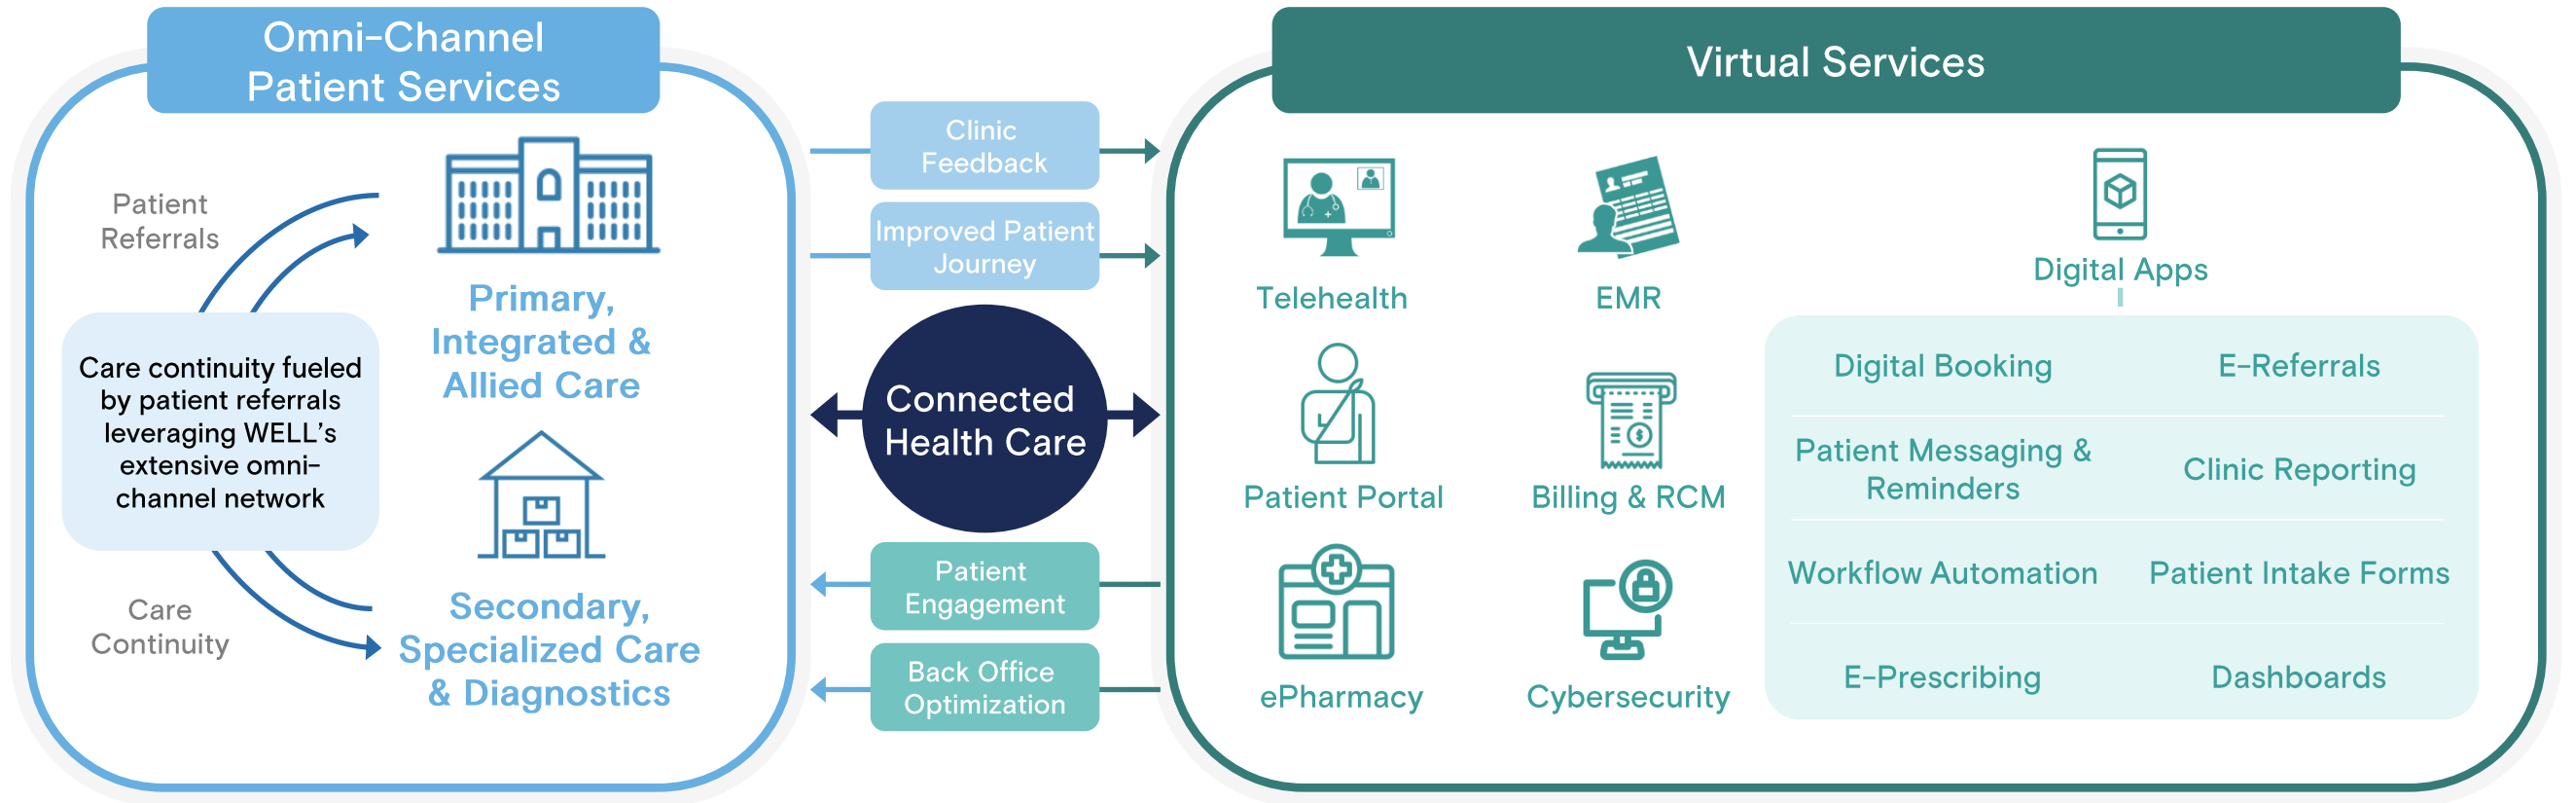 Omni-Channel
Patient Services
Patient
Referrals
Primary,
Integrated &
Allied Care
Care continuity fueled
by patient referrals
leveraging WELL's
extensive omni-
channel network
Care
Continuity
Secondary,
Specialized Care
& Diagnostics
Clinic
Feedback
Improved Patient
Journey
Connected
Health Care
Patient
Engagement
Back Office
Optimization
Virtual Services
Telehealth
EMR
Patient Portal
Billing & RCM
ePharmacy
Cybersecurity
Digital Apps
Digital Booking
E-Referrals
Patient Messaging &
Reminders
Clinic Reporting
Workflow Automation
Patient Intake Forms
E-Prescribing
Dashboards